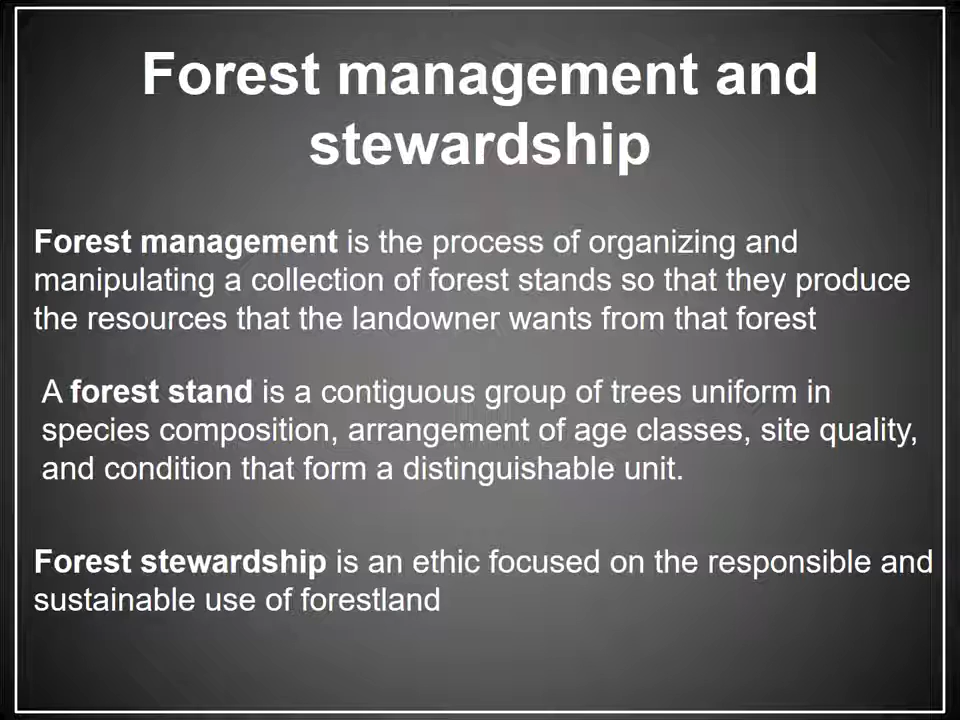 Forest management and
stewardship
Forest management is the process of organizing and
manipulating a collection of forest stands so that they produce
the resources that the landowner wants from that forest
A forest stand is a contiguous group of trees uniform in
species composition, arrangement of age classes, site quality,
and condition that form a distinguishable unit.
Forest stewardship is an ethic focused on the responsible and
sustainable use of forestland